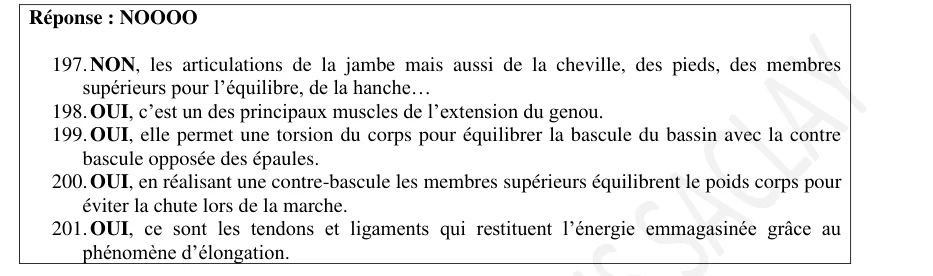 Réponse : NOOOO
197. NON, les articulations de la jambe mais aussi de la cheville, des pieds, des membres
supérieurs pour l’équilibre, de la hanche…
198. OUI, c’est un des principaux muscles de l’extension du genou.
199. OUI, elle permet une torsion du corps pour équilibrer la bascule du bassin avec la contre
bascule opposée des épaules.
200. OUI, en réalisant une contre-bascule les membres supérieurs équilibrent le poids corps pour
éviter la chute lors de la marche.
201. OUI, ce sont les tendons et ligaments qui restituent l’énergie emmagasinée grâce au
phénomène d’élongation.
SACLAY